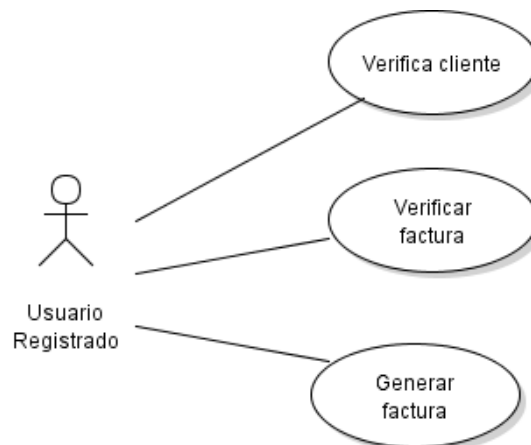 Verifica cliente
Verificar
factura
Usuario
Registrado
Generar
factura